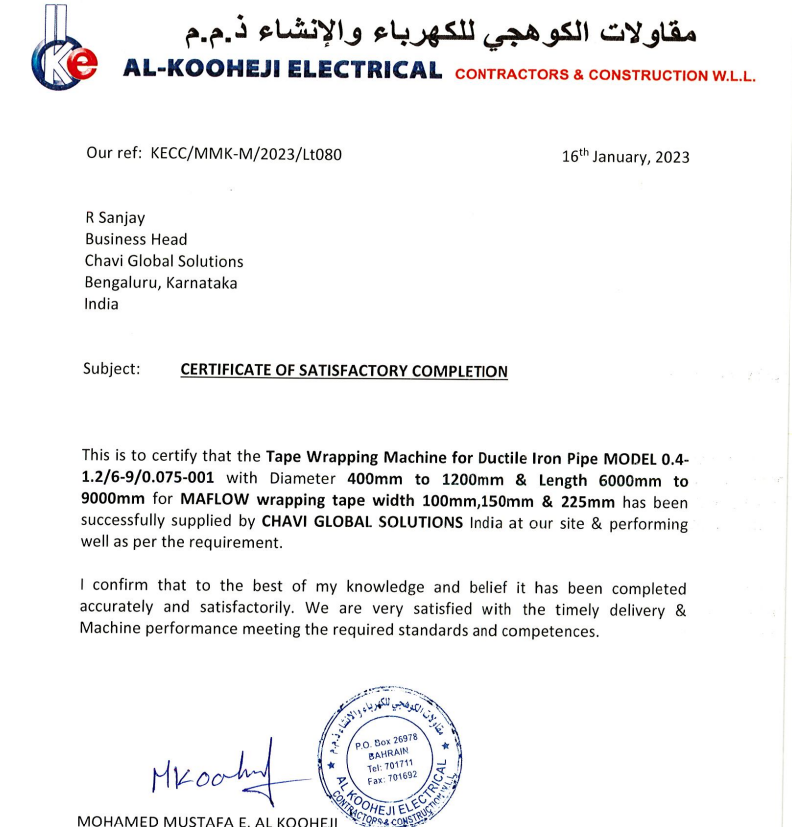 مقاولات الكوهجي للكهرباء والإنشاء ذ.م.م
AL-KOOHEJI ELECTRICAL CONTRACTORS & CONSTRUCTION W.L.L.
Ke
Our ref: KECC/MMK-M/2023/Lt080
16th January, 2023
R Sanjay
Business Head
Chavi Global Solutions
Bengaluru, Karnataka
India
Subject: CERTIFICATE OF SATISFACTORY COMPLETION
This is to certify that the Tape Wrapping Machine for Ductile Iron Pipe MODEL 0.4-
1.2/6-9/0.075-001 with Diameter 400mm to 1200mm & Length 6000mm to
9000mm for MAFLOW wrapping tape width 100mm,150mm & 225mm has been
successfully supplied by CHAVI GLOBAL SOLUTIONS India at our site & performing
well as per the requirement.
I confirm that to the best of my knowledge and belief it has been completed
accurately and satisfactorily. We are very satisfied with the timely delivery &
Machine performance meeting the required standards and competences.
مقاولات الكوهجي للكهرباء والإنشاء ذ.م.م
P.O. Box 26978
BAHRAIN
Tel: 701711
Fax: 701692
AL KOOHEJI ELECTRICAL
CONTRACTORS & CONSTRUCTION W.L.L.
MKooheji
MOHAMED MUSTAFA E. AL KOOHEJI